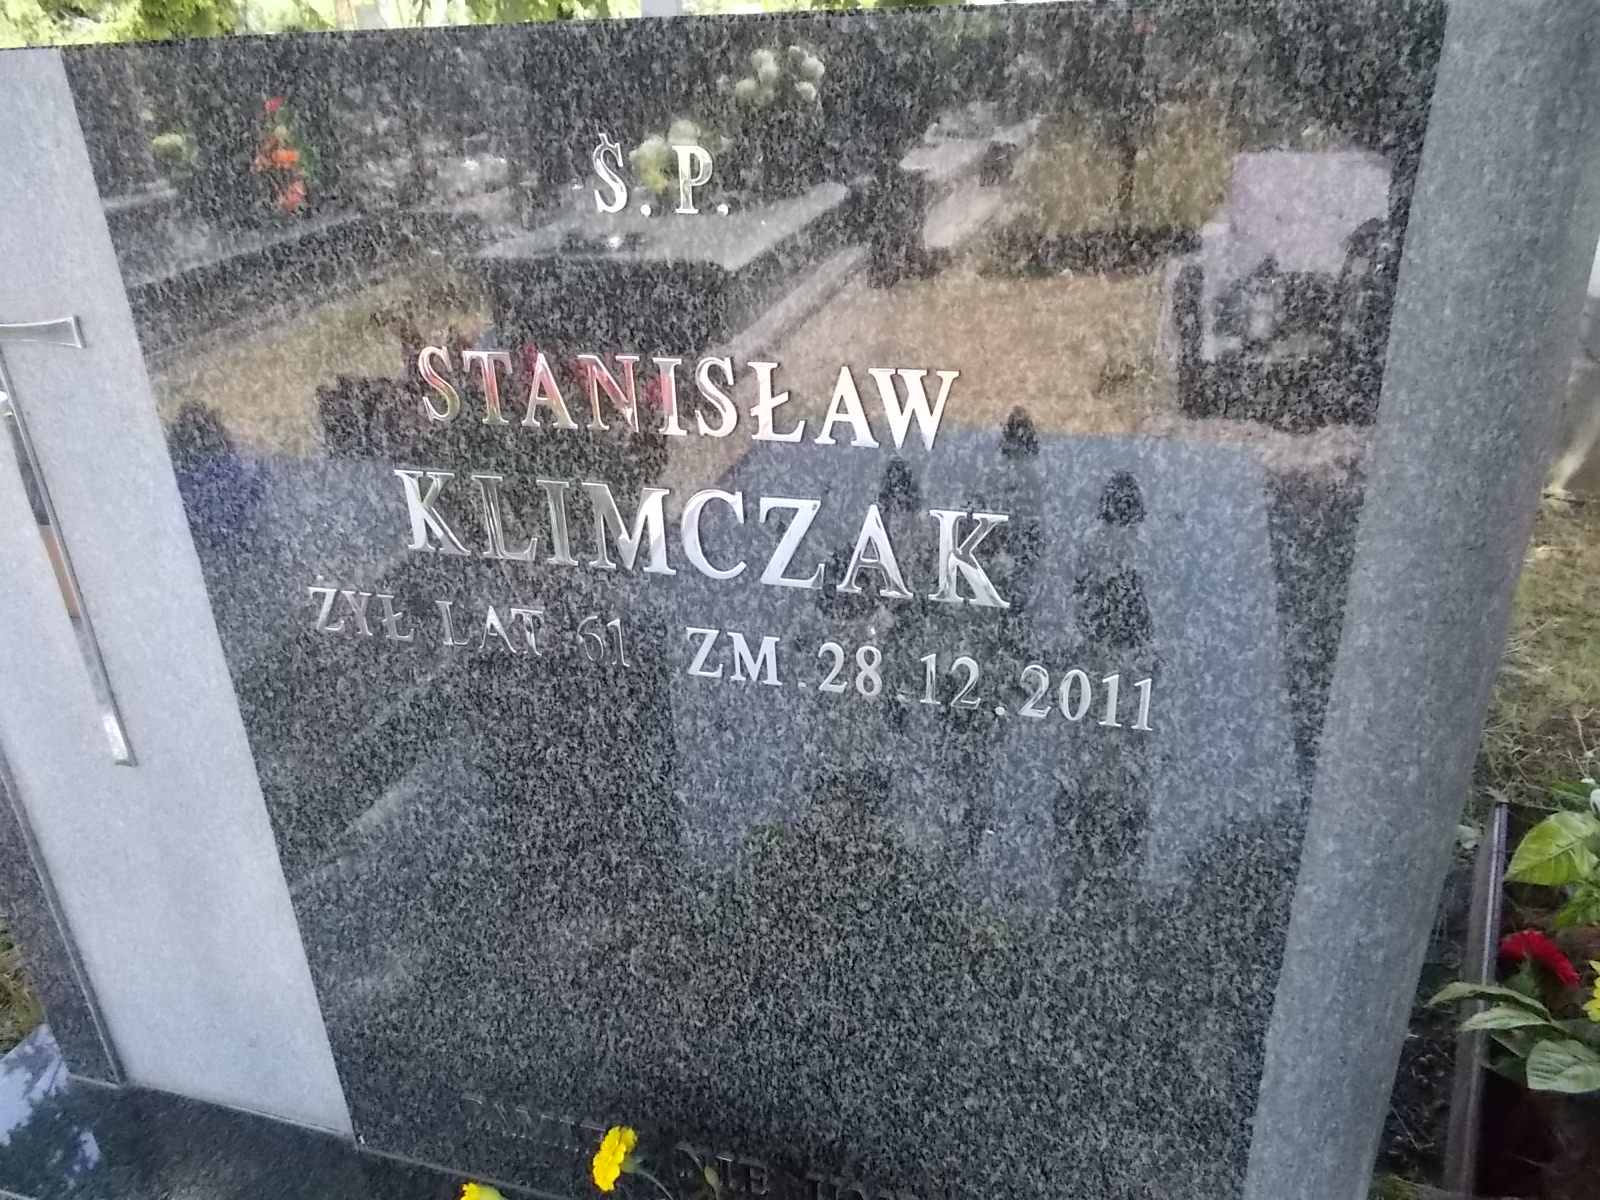 Ś.P.
STANISŁAW
KLIMCZAK
ŻYŁ LAT 61 ZM.28.12.2011